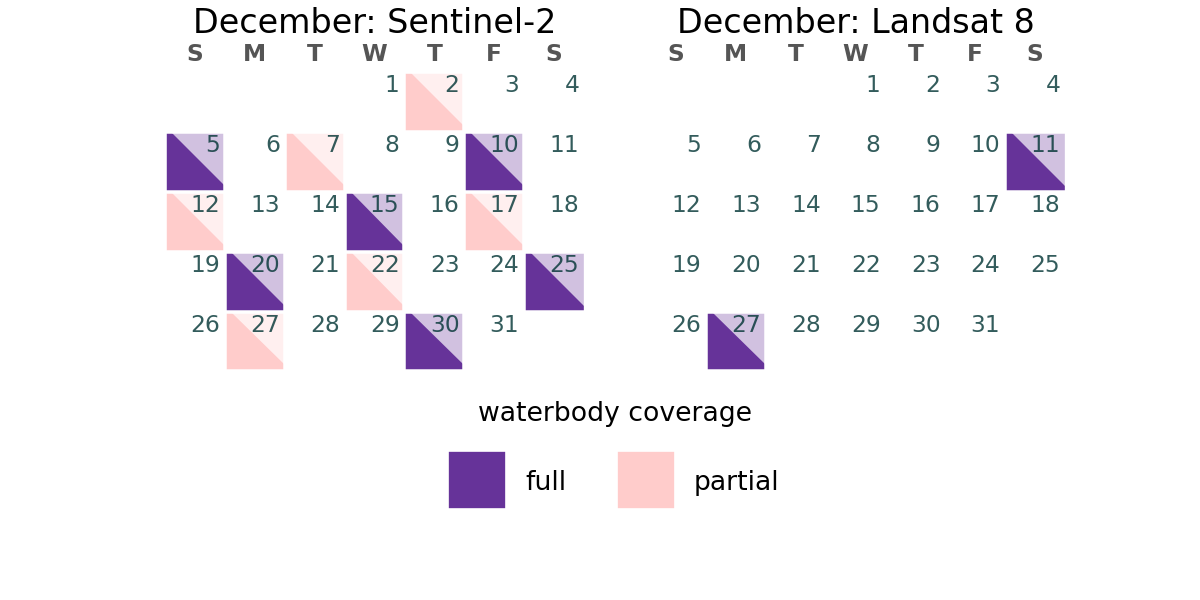 December: Sentinel-2
S M T W T F S
1 2 3 4
5 6 7 8 9 10 11
12 13 14 15 16 17 18
19 20 21 22 23 24 25
26 27 28 29 30 31
December: Landsat 8
S M T W T F S
1 2 3 4
5 6 7 8 9 10 11
12 13 14 15 16 17 18
19 20 21 22 23 24 25
26 27 28 29 30 31
waterbody coverage
full partial